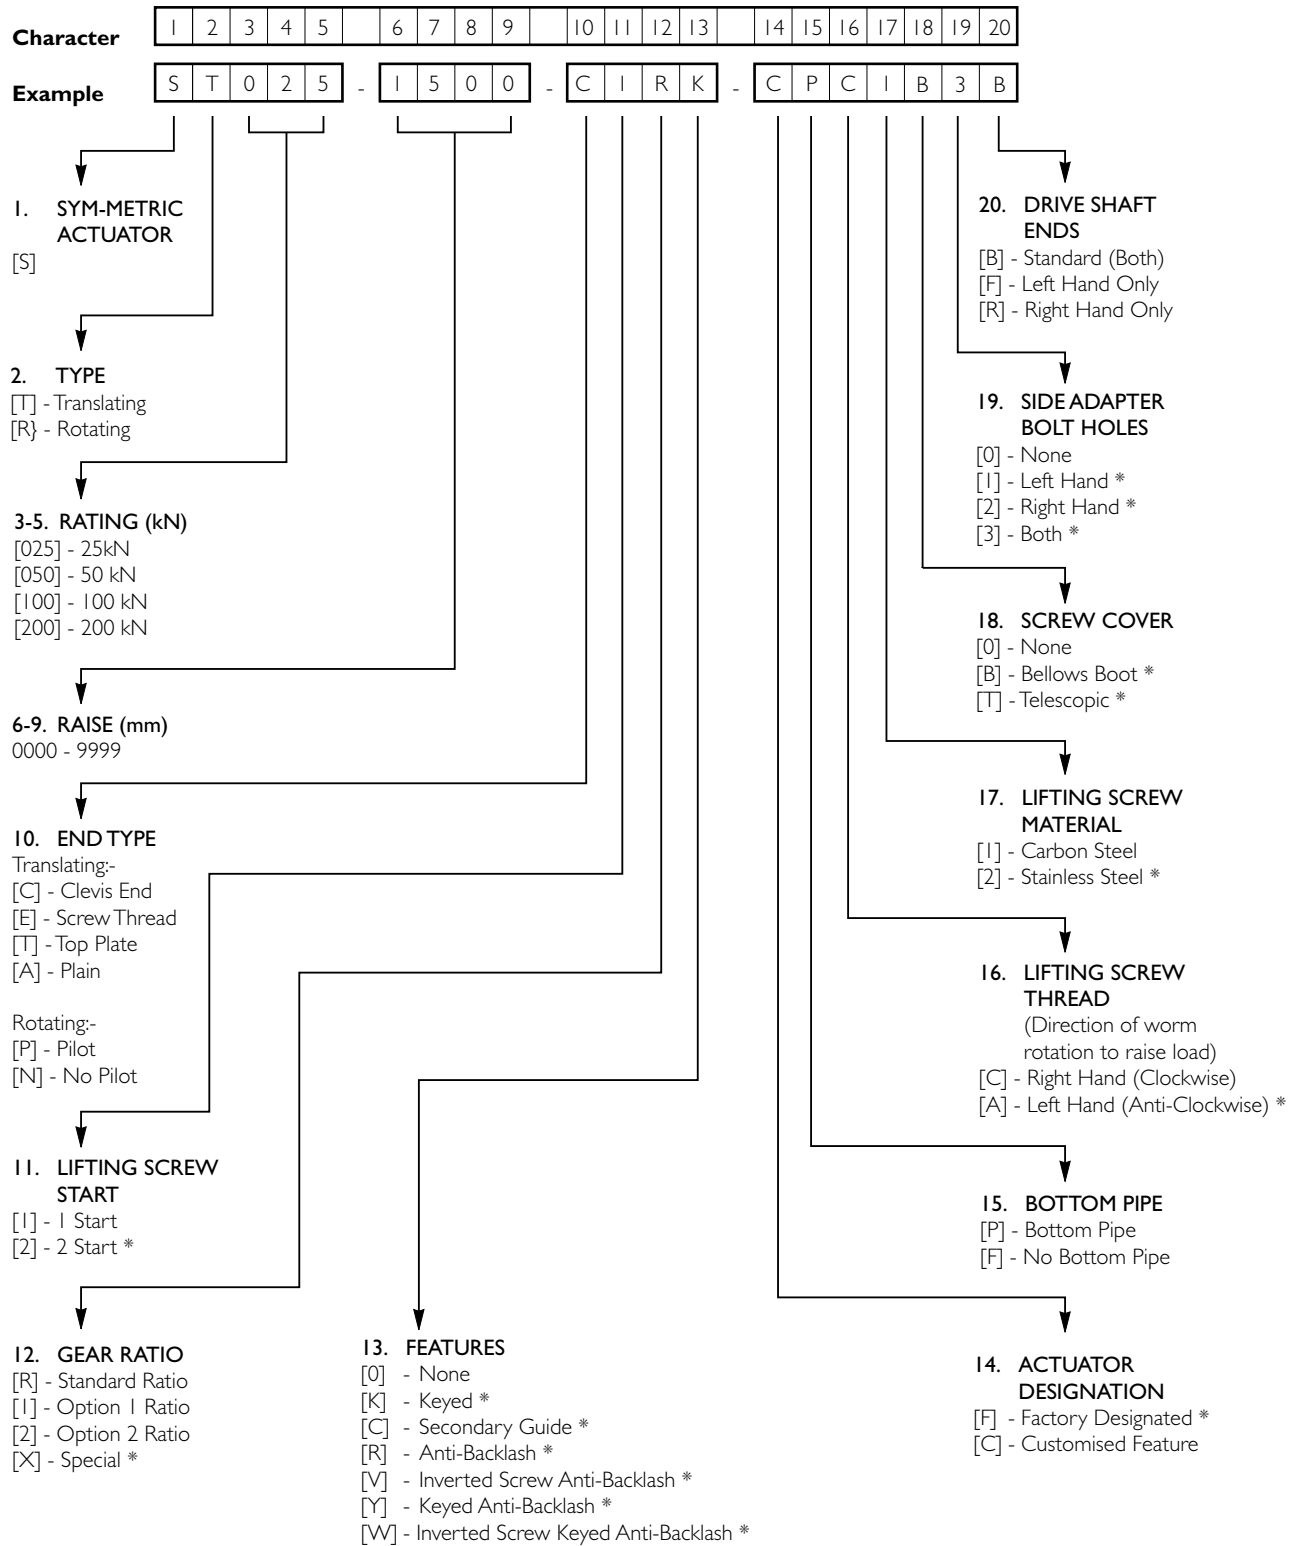 Character 1 2 3 4 5 6 7 8 9 10 11 12 13 14 15 16 17 18 19 20
Example S T 0 2 5 - 1 5 0 0 - C 1 R K - C P C 1 B 3 B
1. SYM-METRIC
ACTUATOR
[S]
2. TYPE
[T] - Translating
[R} - Rotating
3-5. RATING (kN)
[025] - 25kN
[050] - 50 kN
[100] - 100 kN
[200] - 200 kN
6-9. RAISE (mm)
0000 - 9999
10. END TYPE
Translating:-
[C] - Clevis End
[E] - Screw Thread
[T] - Top Plate
[A] - Plain
Rotating:-
[P] - Pilot
[N] - No Pilot
11. LIFTING SCREW
START
[1] - 1 Start
[2] - 2 Start *
12. GEAR RATIO
[R] - Standard Ratio
[1] - Option 1 Ratio
[2] - Option 2 Ratio
[X] - Special *
13. FEATURES
[0] - None
[K] - Keyed *
[C] - Secondary Guide *
[R] - Anti-Backlash *
[V] - Inverted Screw Anti-Backlash *
[Y] - Keyed Anti-Backlash *
[W] - Inverted Screw Keyed Anti-Backlash *
20. DRIVE SHAFT
ENDS
[B] - Standard (Both)
[F] - Left Hand Only
[R] - Right Hand Only
19. SIDE ADAPTER
BOLT HOLES
[0] - None
[1] - Left Hand *
[2] - Right Hand *
[3] - Both *
18. SCREW COVER
[0] - None
[B] - Bellows Boot *
[T] - Telescopic *
17. LIFTING SCREW
MATERIAL
[1] - Carbon Steel
[2] - Stainless Steel *
16. LIFTING SCREW
THREAD
(Direction of worm
rotation to raise load)
[C] - Right Hand (Clockwise)
[A] - Left Hand (Anti-Clockwise) *
15. BOTTOM PIPE
[P] - Bottom Pipe
[F] - No Bottom Pipe
14. ACTUATOR
DESIGNATION
[F] - Factory Designated *
[C] - Customised Feature